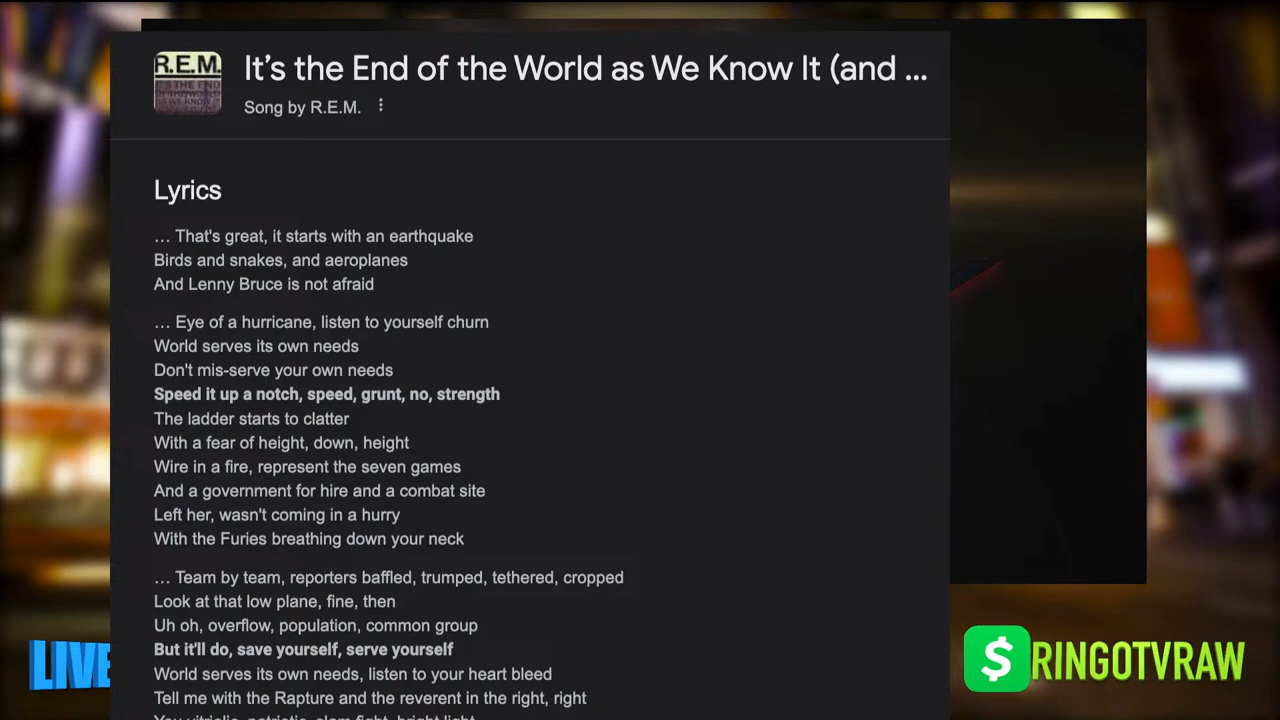 R.E.M.
It's the End of the World as We Know It (and ...
Song by R.E.M.
Lyrics
... That's great, it starts with an earthquake
Birds and snakes, and aeroplanes
And Lenny Bruce is not afraid
... Eye of a hurricane, listen to yourself churn
World serves its own needs
Don't mis-serve your own needs
Speed it up a notch, speed, grunt, no, strength
The ladder starts to clatter
With a fear of height, down, height
Wire in a fire, represent the seven games
And a government for hire and a combat site
Left her, wasn't coming in a hurry
With the Furies breathing down your neck
... Team by team, reporters baffled, trumped, tethered, cropped
Look at that low plane, fine, then
Uh oh, overflow, population, common group
But it'll do, save yourself, serve yourself
World serves its own needs, listen to your heart bleed
Tell me with the Rapture and the reverent in the right, right
LIVE
$RINGOTVRAW